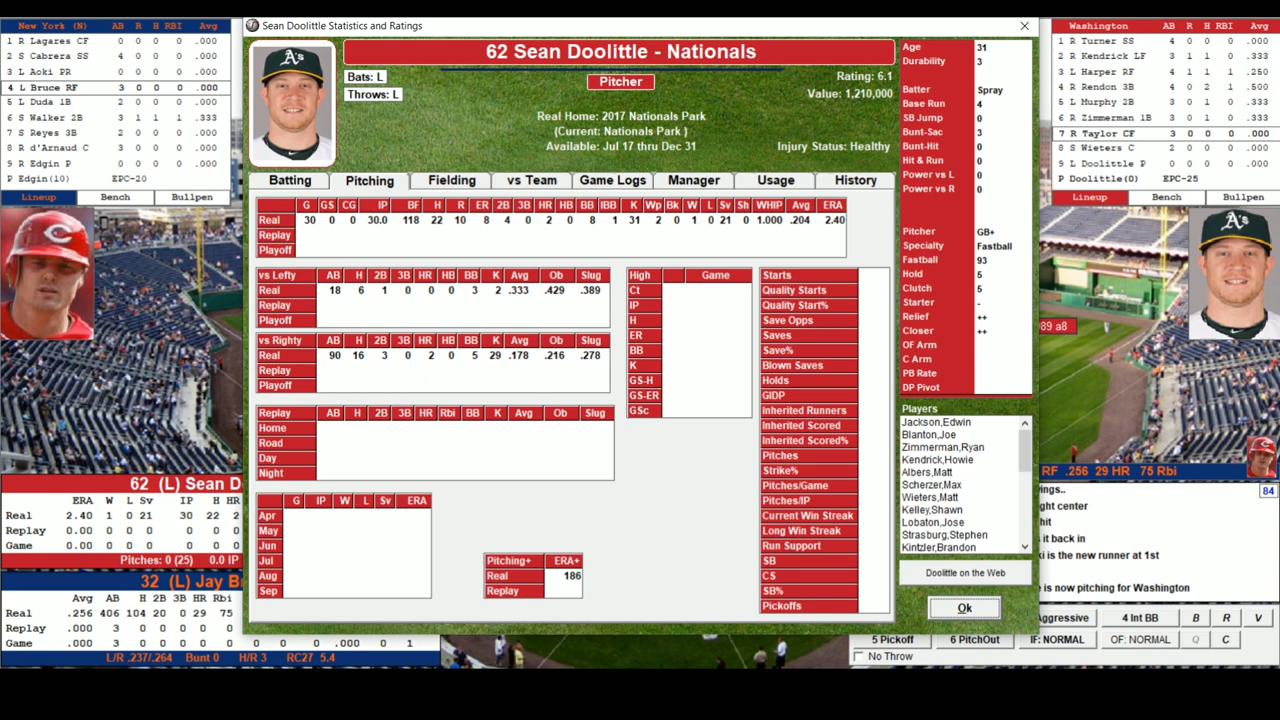 Sean Doolittle Statistics and Ratings
New York (N) AB R H RBI Avg
1 R Lagares CF 0 0 0 0 .000
2 S Cabrera SS 4 0 0 0 .000
3 L Aoki PR 0 0 0 0 .000
4 L Bruce RF 3 0 0 0 .000
5 L Duda 1B 2 0 0 0 .000
6 S Walker 2B 3 1 1 0 .333
7 S Reyes 3B 2 0 0 0 .000
8 R d'Arnaud C 3 0 0 0 .000
9 R Edgin P 0 0 0 0 .000
P Edgin(10) EPC-20
Lineup Bench Bullpen
62 Sean Doolittle - Nationals
Pitcher
Bats: L
Throws: L
Rating: 6.1
Value: 1,210,000
Real Home: 2017 Nationals Park
(Current: Nationals Park )
Available: Jul 17 thru Dec 31
Injury Status: Healthy
Batting Pitching Fielding vs Team Game Logs Manager Usage History
G GS CG IP BF H R ER 2B 3B HR HB BB IBB K Wp Bk W L Sv Sh WHIP Avg ERA
Real 30 0 0 30.0 118 22 10 8 4 0 2 0 8 1 31 2 0 1 0 21 0 1.000 .204 2.40
Replay
Playoff
vs Lefty AB H 2B 3B HR HB BB K Avg Ob Slug
Real 18 6 1 0 0 0 3 2 .333 .429 .389
Replay
Playoff
vs Righty AB H 2B 3B HR HB BB K Avg Ob Slug
Real 90 16 3 0 2 0 5 29 .178 .216 .278
Replay
Playoff
Replay AB H 2B 3B HR Rbi BB K Avg Ob Slug
Home
Road
Day
Night
G IP W L Sv ERA
Apr
May
Jun
Jul
Aug
Sep
Pitching+ ERA+
Real 186
Replay
High Game
Ct
IP
H
ER
BB
K
GS-H
GS-ER
GSc
Starts
Quality Starts
Quality Start%
Save Opps
Saves
Save%
Blown Saves
Holds
GIDP
Inherited Runners
Inherited Scored
Inherited Scored%
Pitches
Strike%
Pitches/Game
Pitches/IP
Current Win Streak
Long Win Streak
Run Support
SB
CS
SB%
Pickoffs
Age 31
Durability 3
Batter Spray
Base Run 4
SB Jump 0
Bunt-Sac 3
Bunt-Hit 0
Hit & Run 0
Power vs L 0
Power vs R 0
Pitcher GB+
Specialty Fastball
Fastball 93
Hold 5
Clutch 5
Starter -
Relief ++
Closer ++
OF Arm
C Arm
PB Rate
DP Pivot
Players
Jackson,Edwin
Blanton,Joe
Zimmerman,Ryan
Kendrick,Howie
Albers,Matt
Scherzer,Max
Wieters,Matt
Kelley,Shawn
Lobaton,Jose
Strasburg,Stephen
Kintzler,Brandon
Doolittle on the Web
Ok
Washington AB R H RBI Avg
1 R Turner SS 4 0 0 0 .000
2 R Kendrick LF 3 1 1 0 .333
3 L Harper RF 4 1 1 1 .250
4 R Rendon 3B 4 0 2 1 .500
5 L Murphy 2B 3 0 1 0 .333
6 R Zimmerman 1B 3 0 1 0 .333
7 R Taylor CF 3 0 0 0 .000
8 S Wieters C 2 0 0 0 .000
9 L Doolittle P 0 0 0 0 .000
P Doolittle(0) EPC-25
Lineup Bench Bullpen
089 a8
RF .256 29 HR 75 Rbi
62 (L) Sean D
ERA W L Sv IP H HR
Real 2.40 1 0 21 30 22 2
Replay 0.00 0 0 0 0 0 0
Game 0.00 0 0 0 0 0 0
Pitches: 0 (25) 0.0 IP
32 (L) Jay Br
Avg AB H 2B 3B HR Rbi
Real .256 406 104 20 0 29 75
Replay .000 3 0 0 0 0 0
Game .000 3 0 0 0 0 0 0 0 .000 0 1
L/R .237/.264 Bunt 0 H/R 3 RC27 5.4
ings.. 84
ght center
hit
it back in
ki is the new runner at 1st
e is now pitching for Washington
Aggressive 4 Int BB B R V
5 Pickoff 6 PitchOut IF: NORMAL OF: NORMAL Q C
No Throw